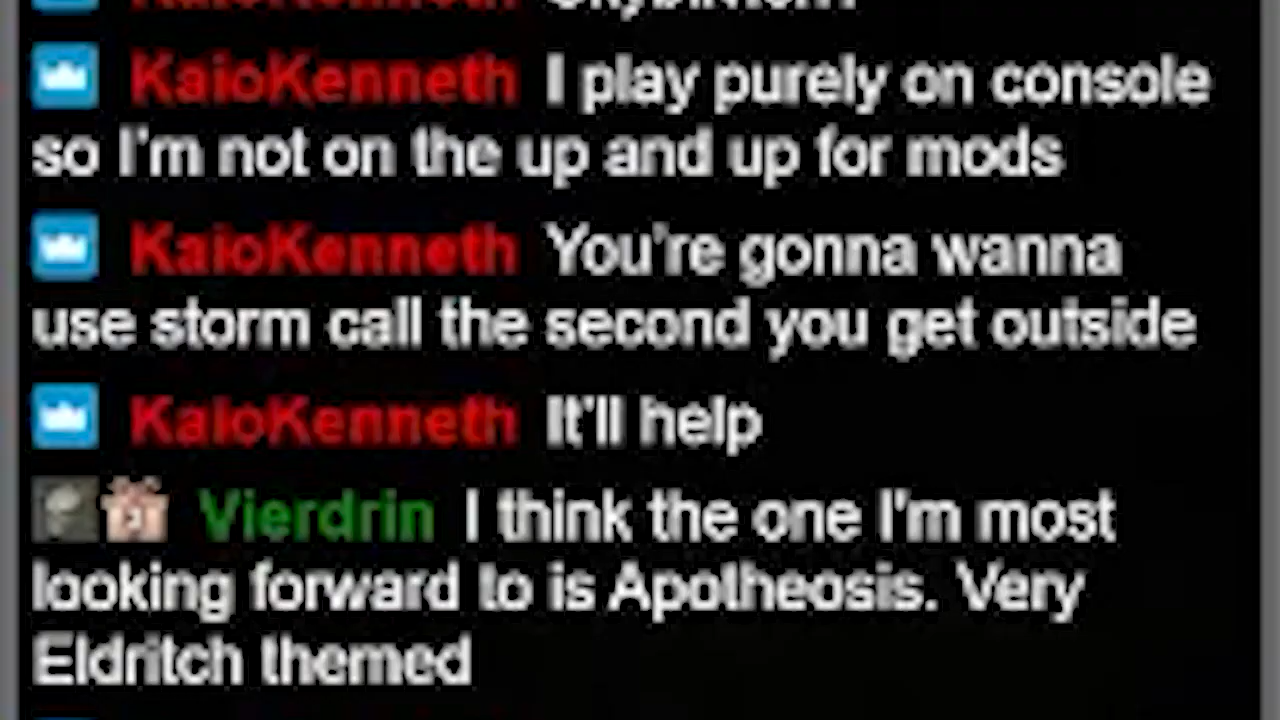 KaioKenneth I play purely on console
so I'm not on the up and up for mods
KaioKenneth You're gonna wanna
use storm call the second you get outside
KaioKenneth It'll help
Vierdrin I think the one I'm most
looking forward to is Apotheosis. Very
Eldritch themed